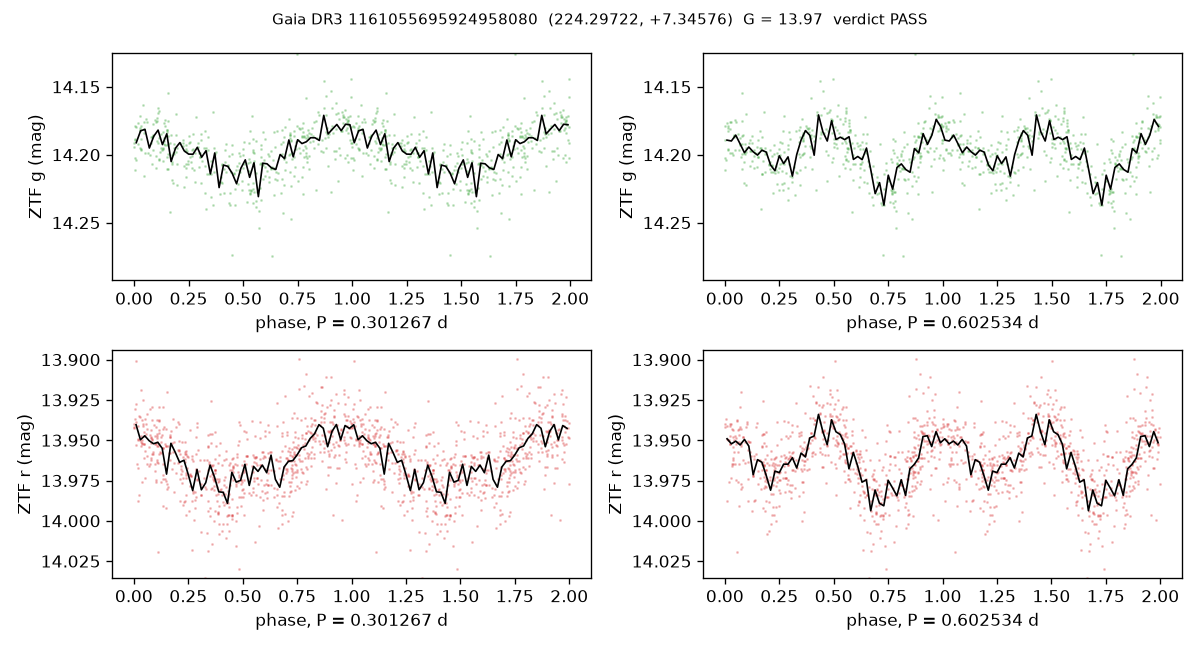 Gaia DR3 1161055695924958080 (224.29722, +7.34576) G = 13.97 verdict PASS
ZTF g (mag)
14.15
14.20
14.25
0.00 0.25 0.50 0.75 1.00 1.25 1.50 1.75 2.00
phase, P = 0.301267 d
ZTF g (mag)
14.15
14.20
14.25
0.00 0.25 0.50 0.75 1.00 1.25 1.50 1.75 2.00
phase, P = 0.602534 d
ZTF r (mag)
13.900
13.925
13.950
13.975
14.000
14.025
0.00 0.25 0.50 0.75 1.00 1.25 1.50 1.75 2.00
phase, P = 0.301267 d
ZTF r (mag)
13.900
13.925
13.950
13.975
14.000
14.025
0.00 0.25 0.50 0.75 1.00 1.25 1.50 1.75 2.00
phase, P = 0.602534 d